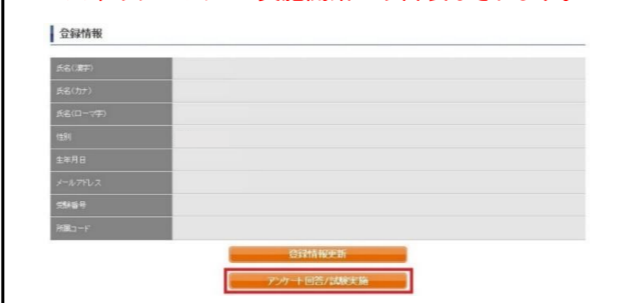 登録情報
氏名(漢字)
氏名(カナ)
氏名(ローマ字)
性別
生年月日
メールアドレス
受験番号
所属コード
登録情報更新
アンケート回答/試験実施